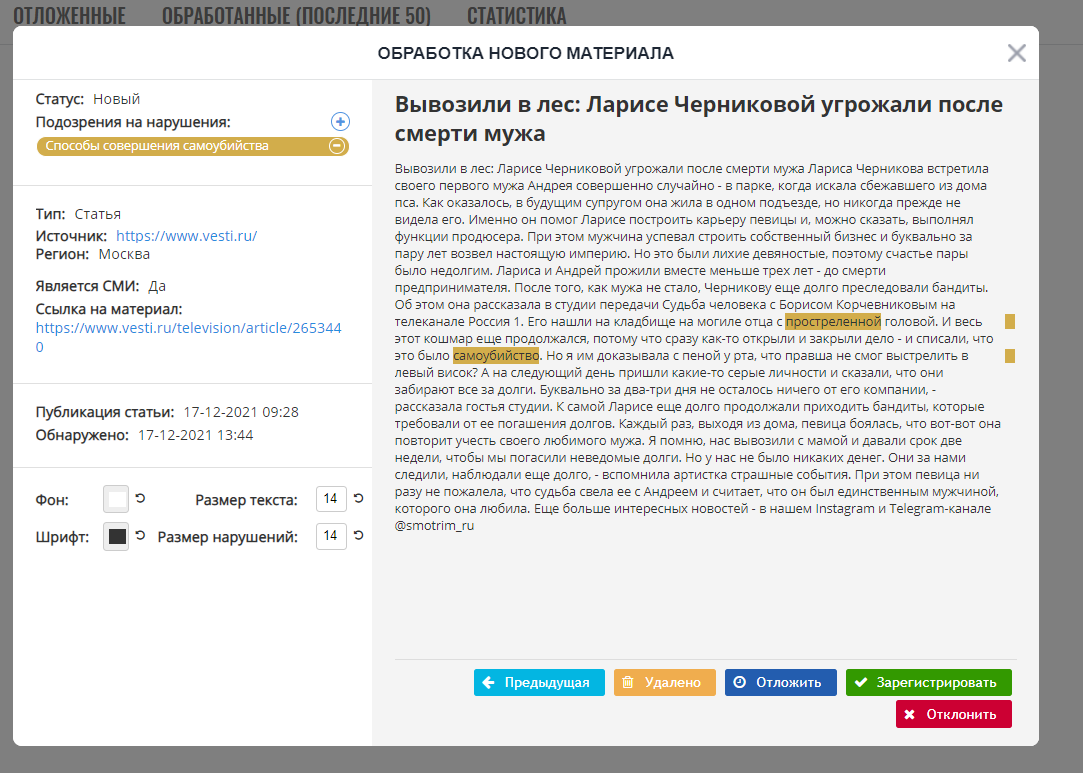 ОТЛОЖЕННЫЕ ОБРАБОТАННЫЕ (ПОСЛЕДНИЕ 50) СТАТИСТИКА
ОБРАБОТКА НОВОГО МАТЕРИАЛА
Статус: Новый
Подозрения на нарушения:
Способы совершения самоубийства
Тип: Статья
Источник: https://www.vesti.ru/
Регион: Москва
Является СМИ: Да
Ссылка на материал:
https://www.vesti.ru/television/article/265344
0
Публикация статьи: 17-12-2021 09:28
Обнаружено: 17-12-2021 13:44
Фон: Размер текста: 14
Шрифт: Размер нарушений: 14
Вывозили в лес: Ларисе Черниковой угрожали после
смерти мужа
Вывозили в лес: Ларисе Черниковой угрожали после смерти мужа Лариса Черникова встретила
своего первого мужа Андрея совершенно случайно - в парке, когда искала сбежавшего из дома
пса. Как оказалось, в будущим супругом она жила в одном подъезде, но никогда прежде не
видела его. Именно он помог Ларисе построить карьеру певицы и, можно сказать, выполнял
функции продюсера. При этом мужчина успевал строить собственный бизнес и буквально за
пару лет возвел настоящую империю. Но это были лихие девяностые, поэтому счастье пары
было недолгим. Лариса и Андрей прожили вместе меньше трех лет - до смерти
предпринимателя. После того, как мужа не стало, Черникову еще долго преследовали бандиты.
Об этом она рассказала в студии передачи Судьба человека с Борисом Корчевниковым на
телеканале Россия 1. Его нашли на кладбище на могиле отца с простреленной головой. И весь
этот кошмар еще продолжался, потому что сразу как-то открыли и закрыли дело - и списали, что
это было самоубийство. Но я им доказывала с пеной у рта, что правша не смог выстрелить в
левый висок? А на следующий день пришли какие-то серые личности и сказали, что они
забирают все за долги. Буквально за два-три дня не осталось ничего от его компании, -
рассказала гостья студии. К самой Ларисе еще долго продолжали приходить бандиты, которые
требовали от ее погашения долгов. Каждый раз, выходя из дома, певица боялась, что вот-вот она
повторит учесть своего любимого мужа. Я помню, нас вывозили с мамой и давали срок две
недели, чтобы мы погасили неведомые долги. Но у нас не было никаких денег. Они за нами
следили, наблюдали еще долго, - вспомнила артистка страшные события. При этом певица ни
разу не пожалела, что судьба свела ее с Андреем и считает, что он был единственным мужчиной,
которого она любила. Еще больше интересных новостей - в нашем Instagram и Telegram-канале
@smotrim_ru
Предыдущая Удалено Отложить Зарегистрировать
Отклонить